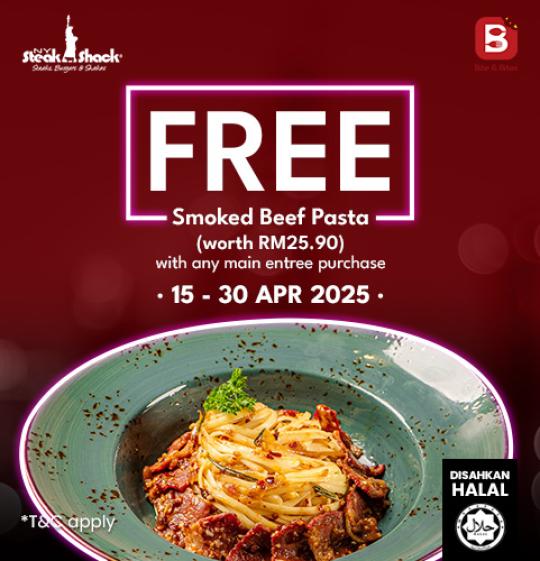 NY
Steak Shack
Steaks, Burgers & Shakes
B
FREE
Smoked Beef Pasta
(worth RM25.90)
with any main entree purchase
· 15 - 30 APR 2025 ·
DISAHKAN
HALAL
حلال
*T&C apply